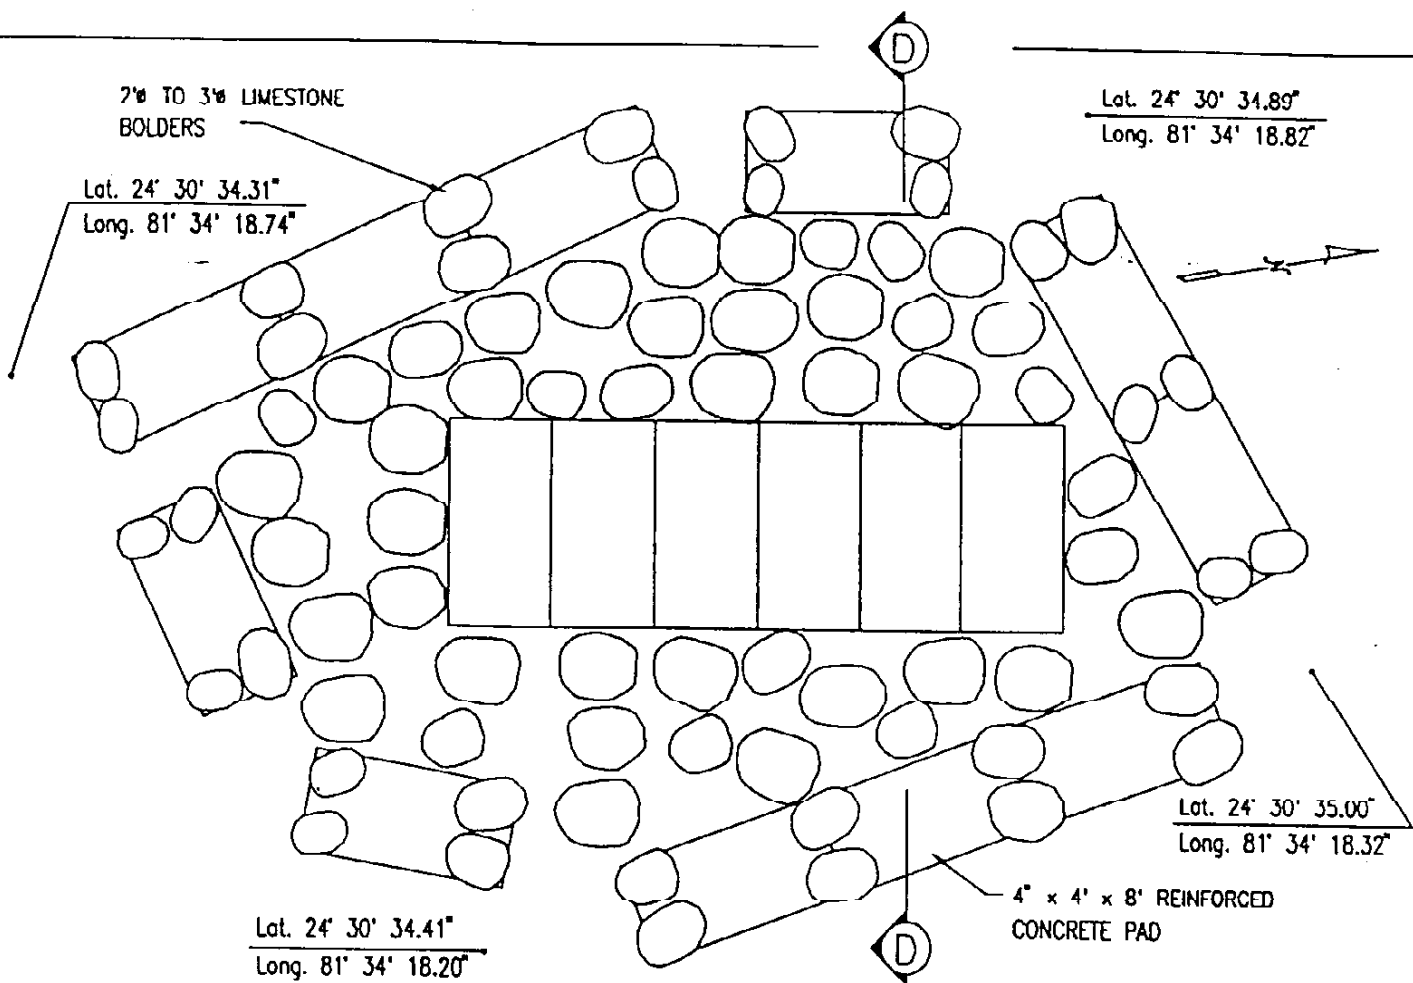 D
2'ø TO 3'ø LIMESTONE
BOLDERS
Lat. 24° 30' 34.89"
Long. 81° 34' 18.82"
Lat. 24° 30' 34.31"
Long. 81° 34' 18.74"
N
Lat. 24° 30' 35.00"
Long. 81° 34' 18.32"
4" x 4' x 8' REINFORCED
CONCRETE PAD
Lat. 24° 30' 34.41"
Long. 81° 34' 18.20"
D